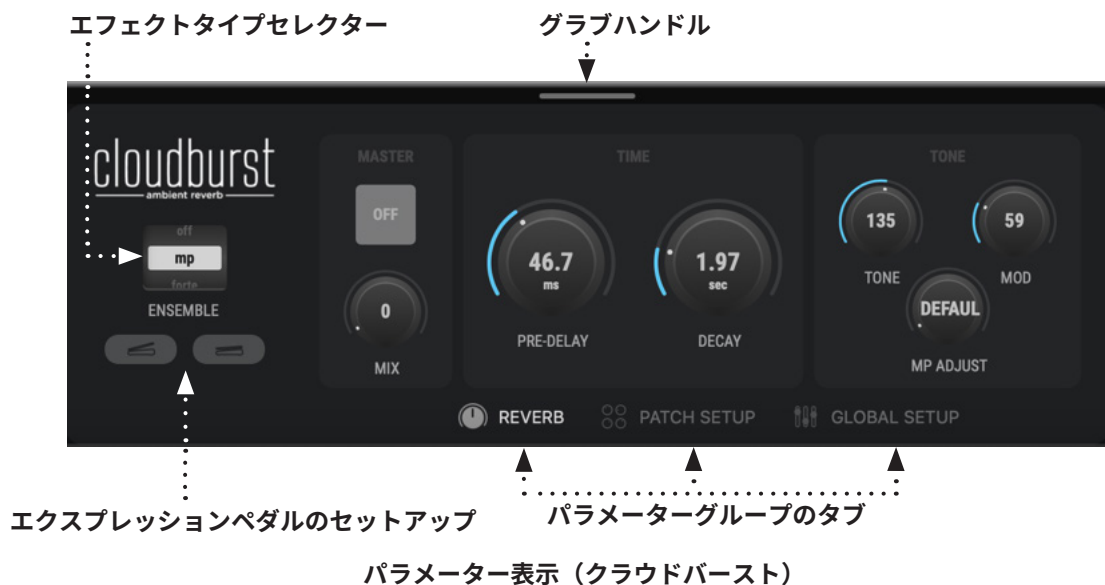 エフェクトタイプセレクター
グラブハンドル
cloudburst
ambient reverb
off
mp
forte
ENSEMBLE
MASTER
OFF
0
MIX
TIME
46.7
ms
PRE-DELAY
1.97
sec
DECAY
TONE
135
TONE
59
MOD
DEFAUL
MP ADJUST
REVERB
PATCH SETUP
GLOBAL SETUP
エクスプレッションペダルのセットアップ
パラメーターグループのタブ
パラメーター表示（クラウドバースト）